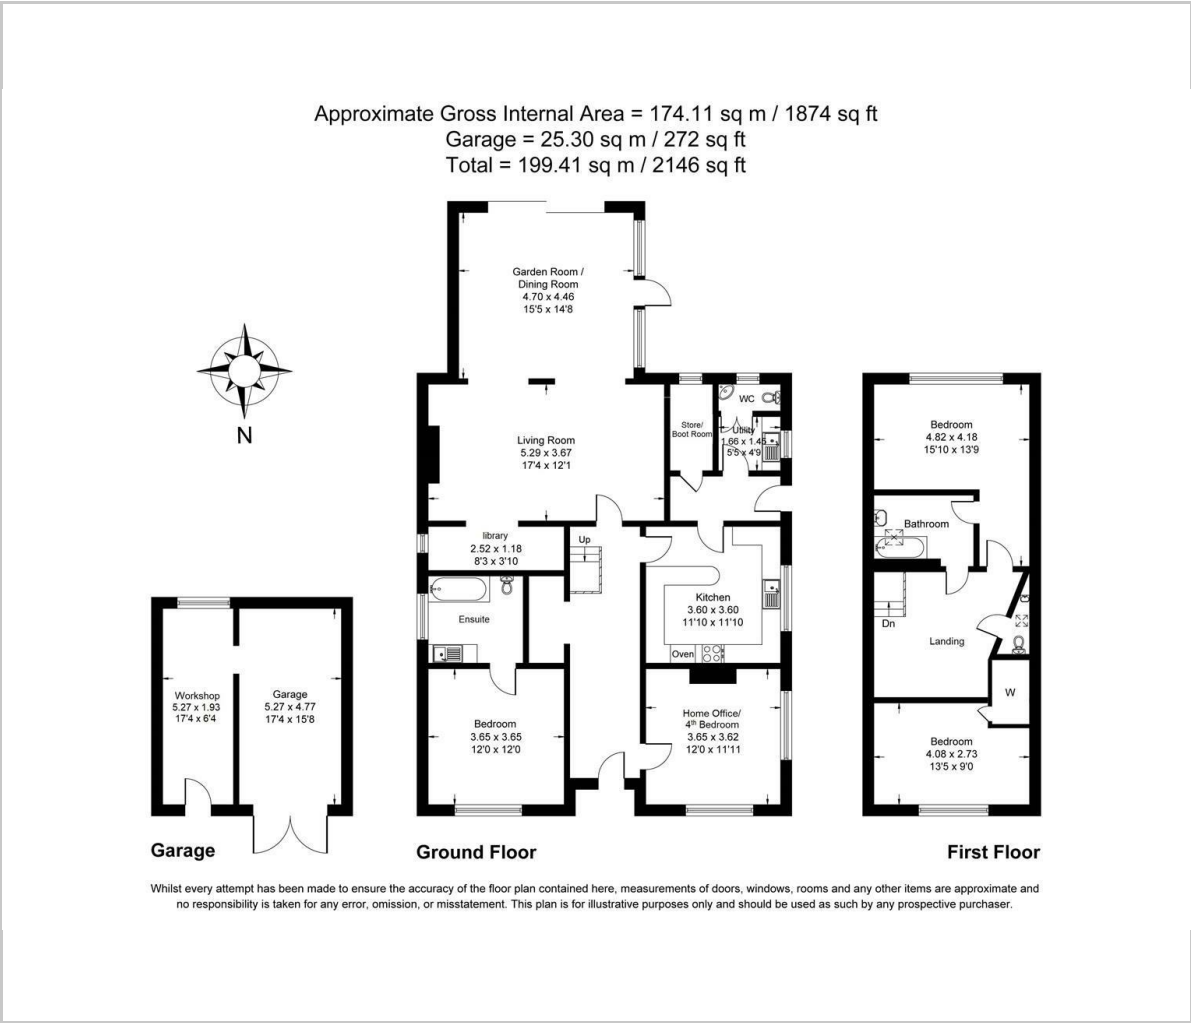 Approximate Gross Internal Area = 174.11 sq m / 1874 sq ft
Garage = 25.30 sq m / 272 sq ft
Total = 199.41 sq m / 2146 sq ft
Garden Room /
Dining Room
4.70 x 4.46
15'5 x 14'8
N
Living Room
5.29 x 3.67
17'4 x 12'1
Store/
Boot Room
WC
Utility
1.66 x 1.45
5'5 x 4'9
library
2.52 x 1.18
8'3 x 3'10
Up
Ensuite
Kitchen
3.60 x 3.60
11'10 x 11'10
Oven
Bedroom
3.65 x 3.65
12'0 x 12'0
Home Office/
4th Bedroom
3.65 x 3.62
12'0 x 11'11
Bedroom
4.82 x 4.18
15'10 x 13'9
Bathroom
Dn
Landing
W
Bedroom
4.08 x 2.73
13'5 x 9'0
Workshop
5.27 x 1.93
17'4 x 6'4
Garage
5.27 x 4.77
17'4 x 15'8
Garage
Ground Floor
First Floor
Whilst every attempt has been made to ensure the accuracy of the floor plan contained here, measurements of doors, windows, rooms and any other items are approximate and
no responsibility is taken for any error, omission, or misstatement. This plan is for illustrative purposes only and should be used as such by any prospective purchaser.